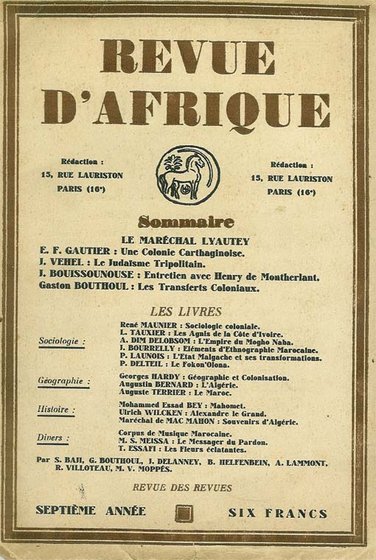 REVUE
D'AFRIQUE
Rédaction :
15, RUE LAURISTON
PARIS (16e)
Rédaction :
15, RUE LAURISTON
PARIS (16e)
Sommaire
LE MARÉCHAL LYAUTEY
E. F. GAUTIER : Une Colonie Carthaginoise.
J. VEHEL : Le Judaïsme Tripolitain.
J. BOUISSOUNOUSE : Entretien avec Henry de Montherlant.
Gaston BOUTHOUL : Les Transferts Coloniaux.
LES LIVRES
Sociologie :
René MAUNIER : Sociologie coloniale.
L. TAUXIER : Les Agnis de la Côte d'Ivoire.
A. DIM DELOBSOM : L'Empire du Mogho Naba.
J. BOURRELLY : Eléments d'Ethnographie Marocaine.
P. LAUNOIS : L'Etat Malgache et ses transformations.
P. DELTEIL : Le Fokon'Olona.
Géographie :
Georges HARDY : Géographie et Colonisation.
Augustin BERNARD : L'Algérie.
Auguste TERRIER : Le Maroc.
Histoire :
Mohammed Essad BEY : Mahomet.
Ulrich WILCKEN : Alexandre le Grand.
Maréchal de MAC MAHON : Souvenirs d'Algérie.
Divers :
Corpus de Musique Marocaine.
M. S. MEISSA : Le Messager du Pardon.
T. ESSAFI : Les Fleurs éclatantes.
Par S. BAJI, G. BOUTHOUL, J. DELANNEY, B. HELFENBEIN, A. LAMMONT,
R. VILLOTEAU, M. V. MOPPÉS.
REVUE DES REVUES
SEPTIÈME ANNÉE
SIX FRANCS